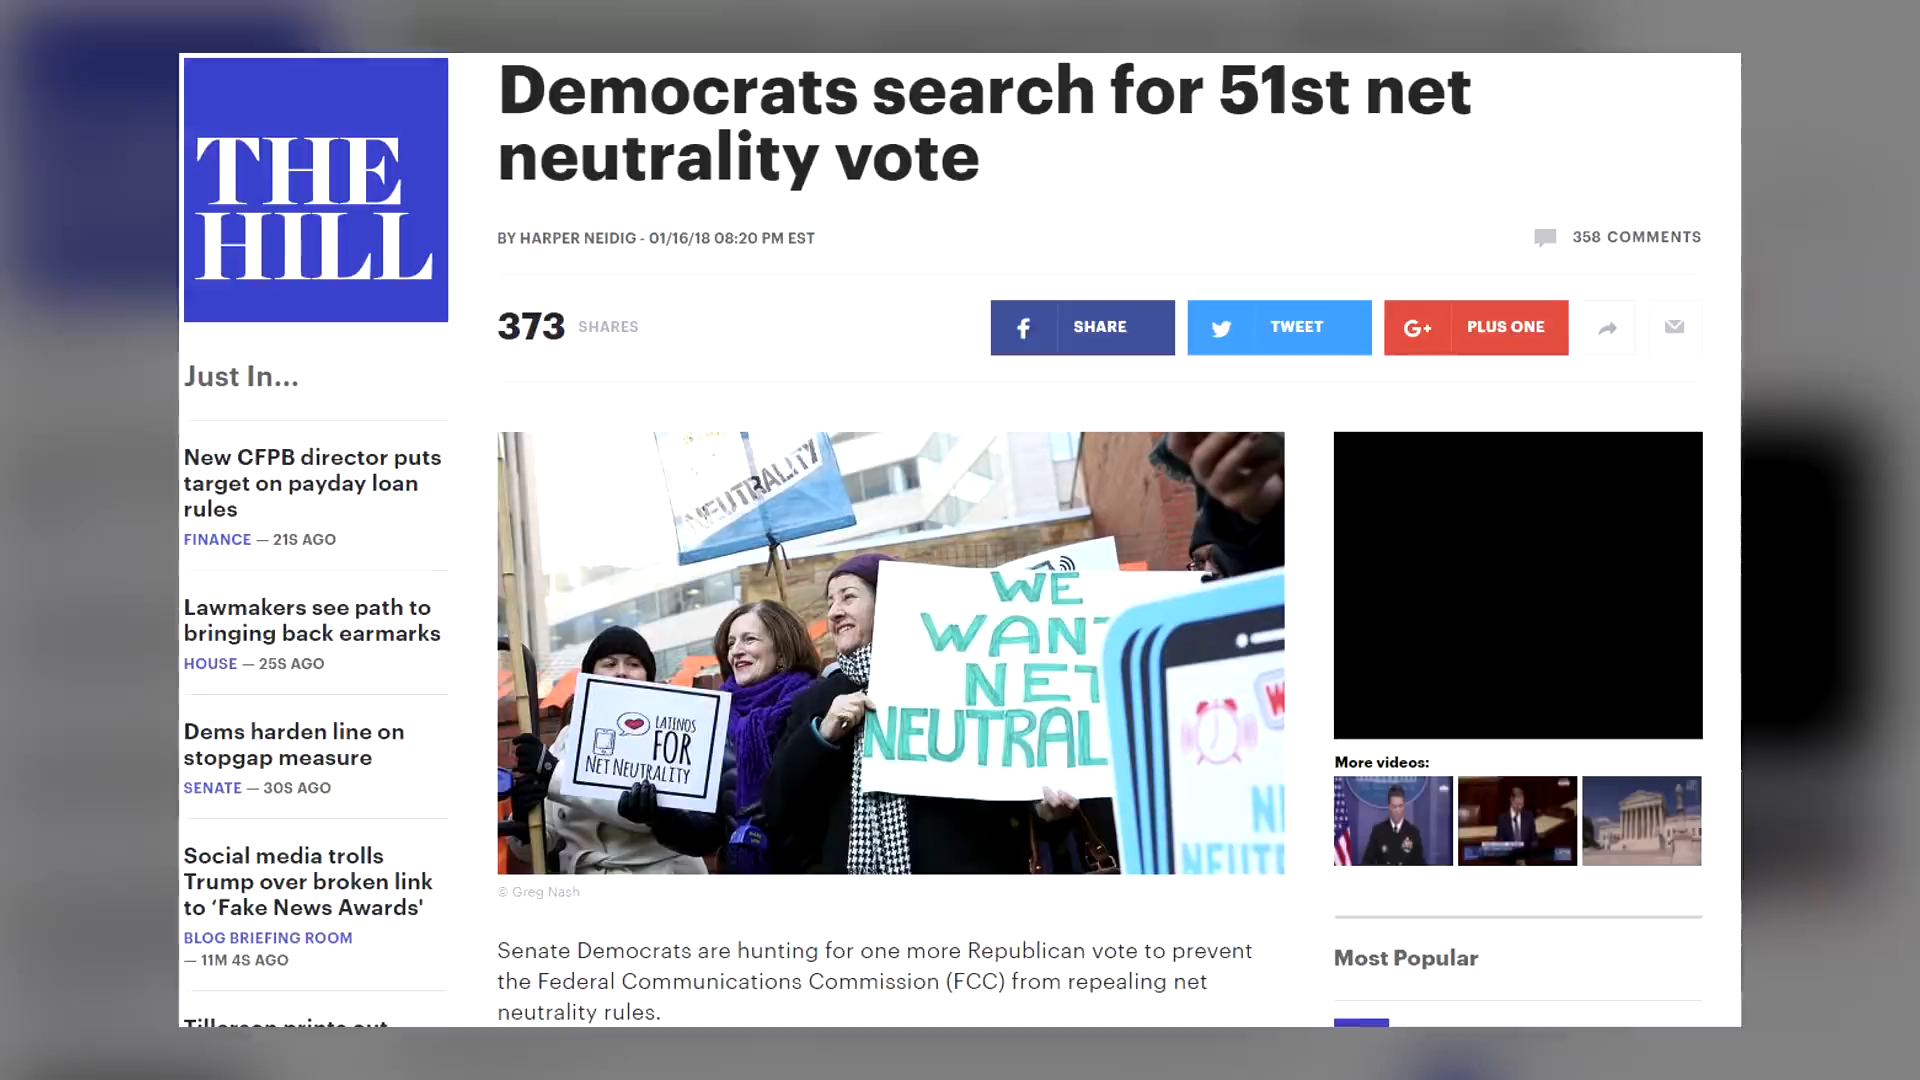 THE
HILL
Democrats search for 51st net
neutrality vote
BY HARPER NEIDIG - 01/16/18 08:20 PM EST
358 COMMENTS
373 SHARES
SHARE
TWEET
G+ PLUS ONE
Just In...
New CFPB director puts
target on payday loan
rules
FINANCE — 21S AGO
Lawmakers see path to
bringing back earmarks
HOUSE — 25S AGO
Dems harden line on
stopgap measure
SENATE — 30S AGO
Social media trolls
Trump over broken link
to ‘Fake News Awards'
BLOG BRIEFING ROOM
— 11M 4S AGO
NEUTRALITY
LATINOS
FOR
NET NEUTRALITY
WE
WANT
NET
NEUTRAL
© Greg Nash
Senate Democrats are hunting for one more Republican vote to prevent
the Federal Communications Commission (FCC) from repealing net
neutrality rules.
More videos:
Most Popular